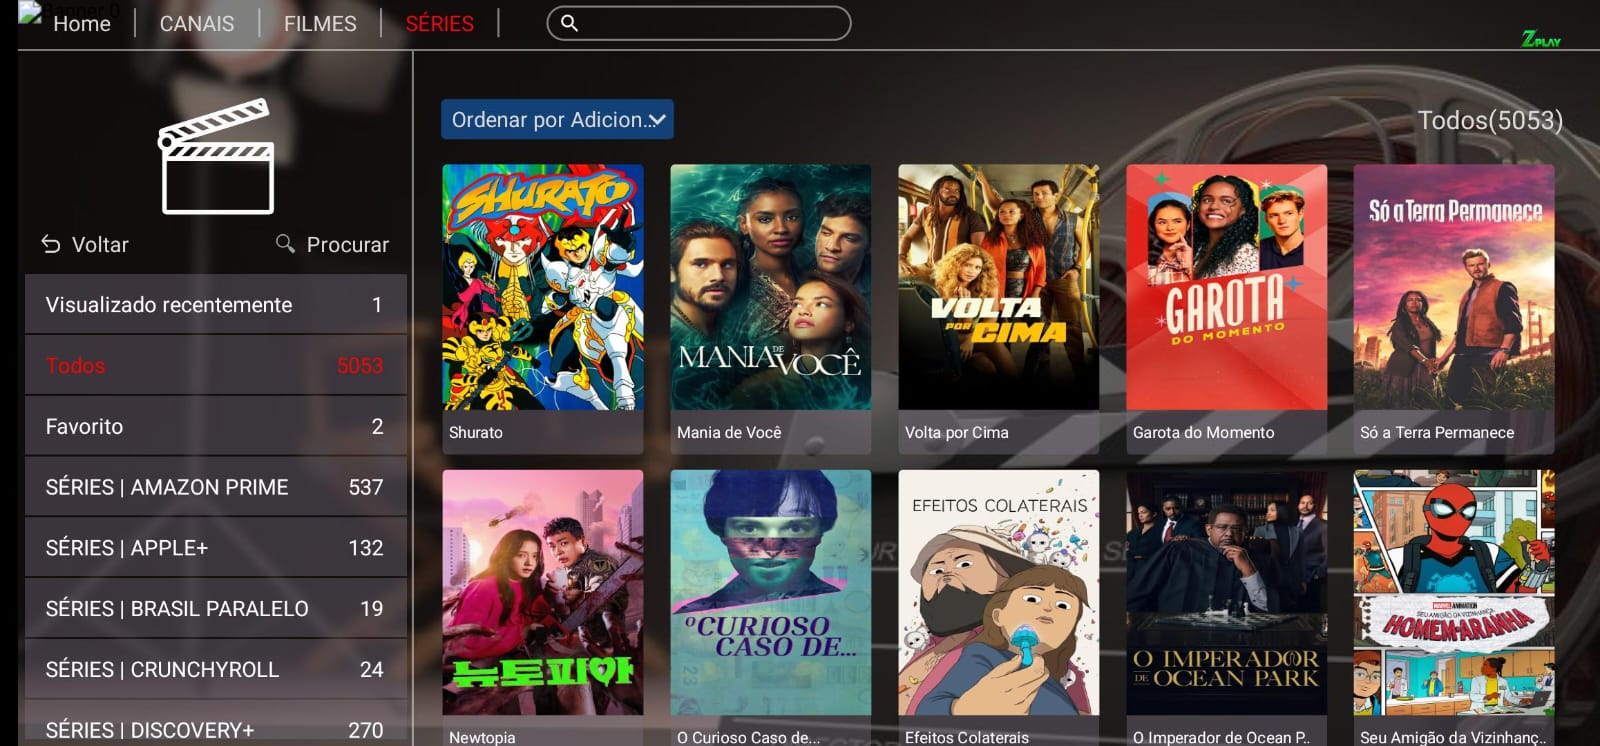 Banner 0
Home
CANAIS
FILMES
SÉRIES
ZPLAY
Ordenar por Adicion...
Todos(5053)
Voltar
Procurar
Visualizado recentemente 1
Todos 5053
Favorito 2
SÉRIES | AMAZON PRIME 537
SÉRIES | APPLE+ 132
SÉRIES | BRASIL PARALELO 19
SÉRIES | CRUNCHYROLL 24
SÉRIES | DISCOVERY+ 270
SHURATO
Shurato
MANIA DE VOCÊ
Mania de Você
VOLTA
POR CIMA
Volta por Cima
GAROTA
DO MOMENTO
Garota do Momento
Só a Terra Permanece
Só a Terra Permanece
뉴토피아
Newtopia
O CURIOSO
CASO DE...
O Curioso Caso de...
EFEITOS COLATERAIS
Efeitos Colaterais
O IMPERADOR
DE OCEAN PARK
O Imperador de Ocean P..
MARVEL ANIMATION
SEU AMIGÃO DA VIZINHANÇA
HOMEM-ARANHA
Seu Amigão da Vizinhanç..